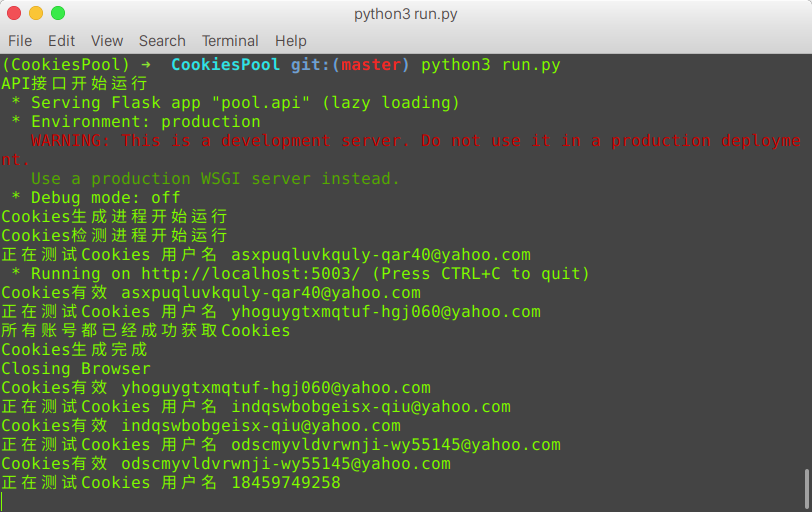 python3 run.py
File Edit View Search Terminal Help
(CookiesPool) → CookiesPool git:(master) python3 run.py
API接口开始运行
* Serving Flask app "pool.api" (lazy loading)
* Environment: production
WARNING: This is a development server. Do not use it in a production deployme
nt.
Use a production WSGI server instead.
* Debug mode: off
Cookies生成进程开始运行
Cookies检测进程开始运行
正在测试Cookies 用户名 asxpuqluvkquly-qar40@yahoo.com
* Running on http://localhost:5003/ (Press CTRL+C to quit)
Cookies有效 asxpuqluvkquly-qar40@yahoo.com
正在测试Cookies 用户名 yhoguygtxmqtuf-hgj060@yahoo.com
所有账号都已经成功获取Cookies
Cookies生成完成
Closing Browser
Cookies有效 yhoguygtxmqtuf-hgj060@yahoo.com
正在测试Cookies 用户名 indqswbobgeisx-qiu@yahoo.com
Cookies有效 indqswbobgeisx-qiu@yahoo.com
正在测试Cookies 用户名 odscmyvldvrwnji-wy55145@yahoo.com
Cookies有效 odscmyvldvrwnji-wy55145@yahoo.com
正在测试Cookies 用户名 18459749258